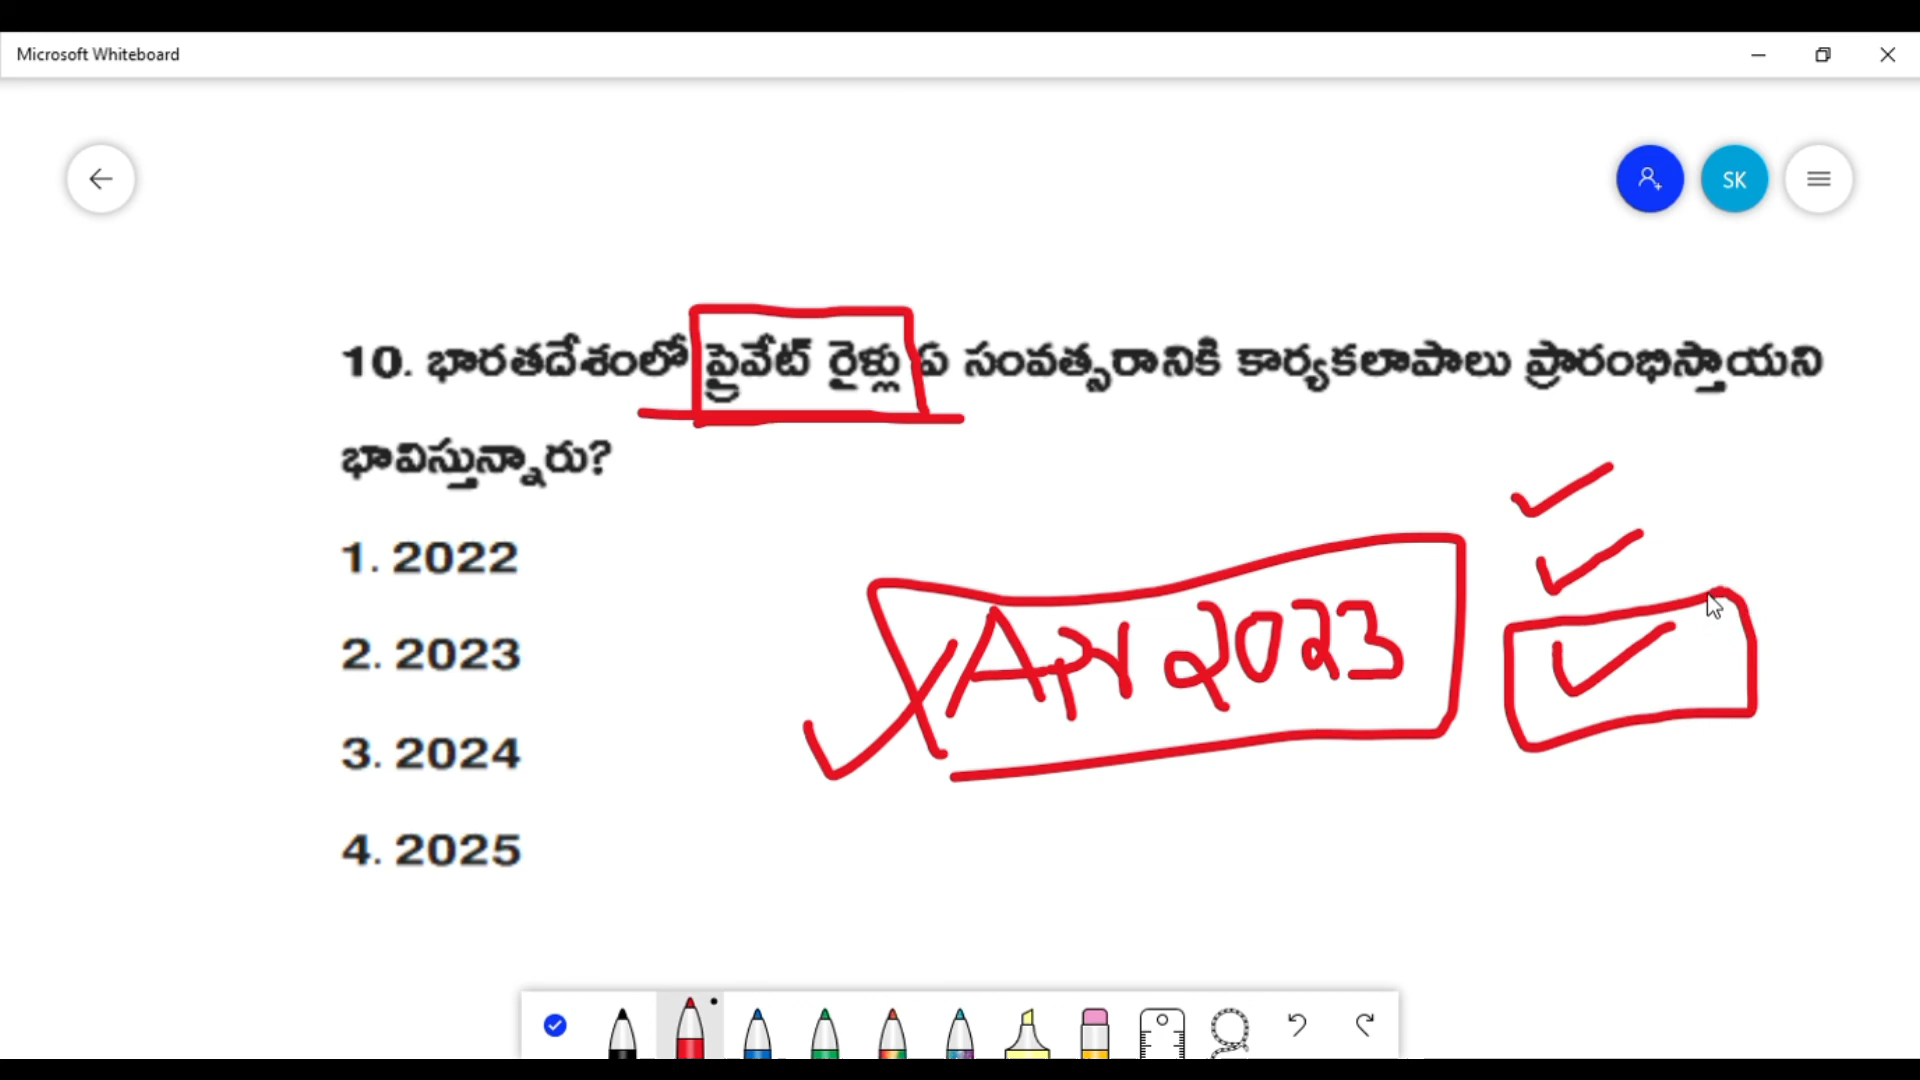 Microsoft Whiteboard
SK
10. భారతదేశంలో ప్రైవేట్ రైళ్లు ఏ సంవత్సరానికి కార్యకలాపాలు ప్రారంభిస్తాయని
భావిస్తున్నారు?
1. 2022
2. 2023
3. 2024
4. 2025
Apr 2023